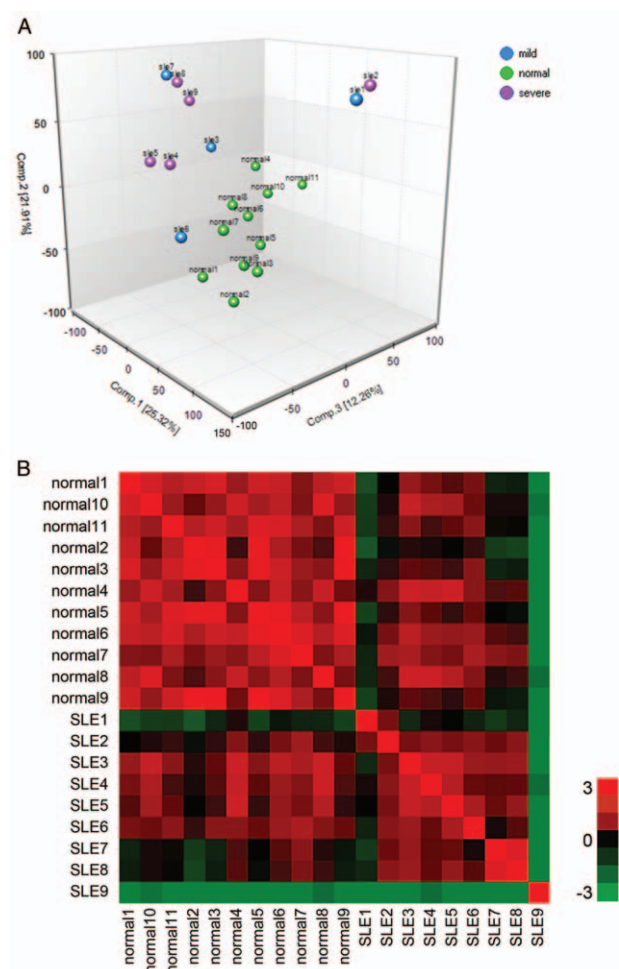 A
100
50
0
-50
-100
Comp.2 [21.91%]
-100
-50
0
50
100
150
Comp.1 [25.32%]
-100
-50
0
50
100
Comp.3 [12.26%]
mild
normal
severe
sle7
sle8
sle9
sle2
sle1
sle3
sle5
sle4
sle6
normal4
normal10
normal11
normal8
normal6
normal7
normal5
normal9
normal3
normal1
normal2
B
normal1
normal10
normal11
normal2
normal3
normal4
normal5
normal6
normal7
normal8
normal9
SLE1
SLE2
SLE3
SLE4
SLE5
SLE6
SLE7
SLE8
SLE9
normal1
normal10
normal11
normal2
normal3
normal4
normal5
normal6
normal7
normal8
normal9
SLE1
SLE2
SLE3
SLE4
SLE5
SLE6
SLE7
SLE8
SLE9
3
0
-3